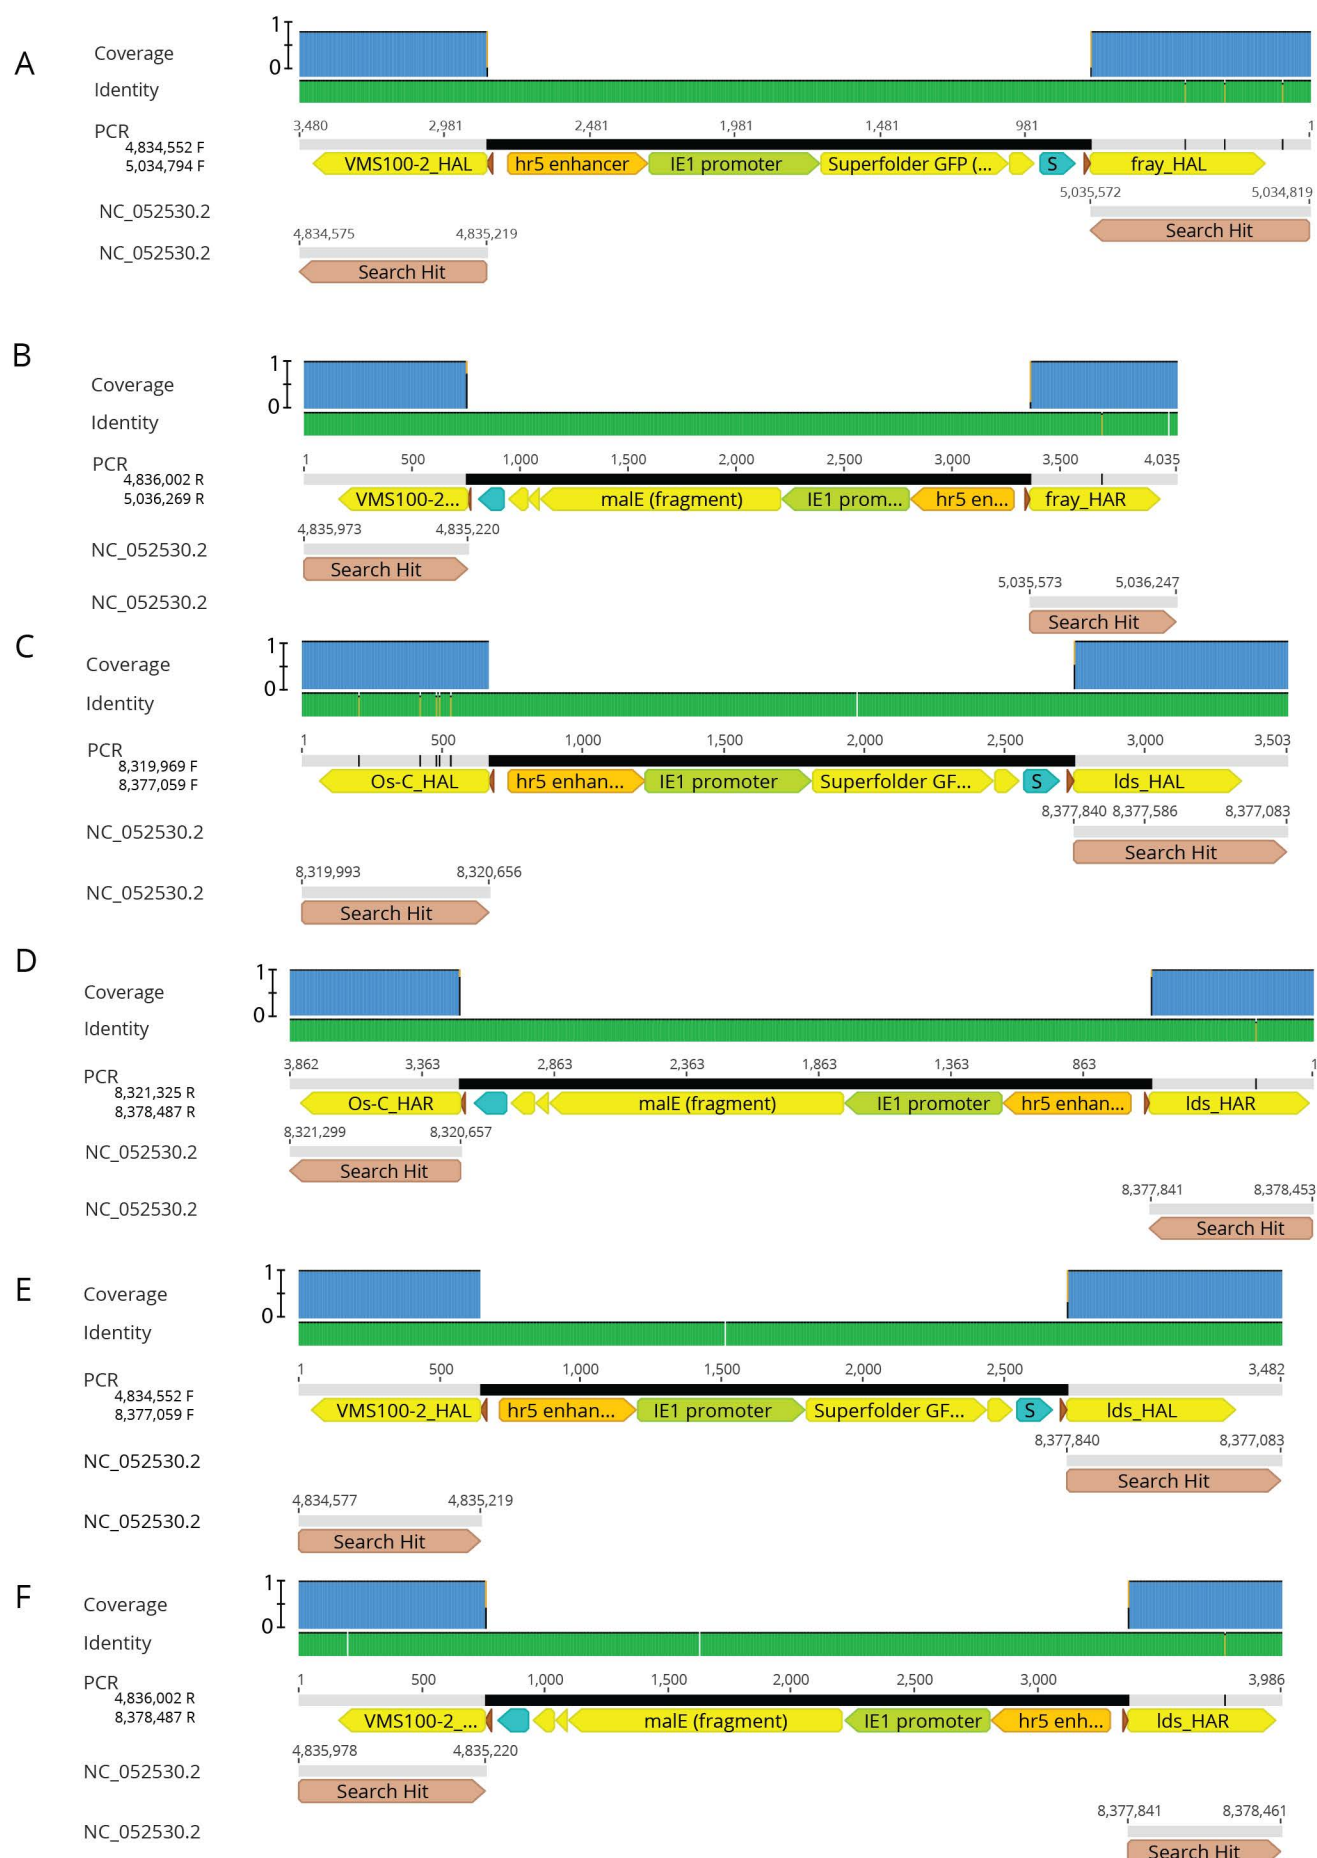 A
Coverage
1
0
Identity
PCR
4,834,552 F
5,034,794 F
3,480 2,981 2,481 1,981 1,481 981 1
VMS100-2_HAL hr5 enhancer IE1 promoter Superfolder GFP (... S fray_HAL
NC_052530.2
5,035,572 5,034,819
Search Hit
NC_052530.2
4,834,575 4,835,219
Search Hit
B
Coverage
1
0
Identity
PCR
4,836,002 R
5,036,269 R
1 500 1,000 1,500 2,000 2,500 3,000 3,500 4,035
VMS100-2... malE (fragment) IE1 prom... hr5 en... fray_HAR
NC_052530.2
4,835,973 4,835,220
Search Hit
NC_052530.2
5,035,573 5,036,247
Search Hit
C
Coverage
1
0
Identity
PCR
8,319,969 F
8,377,059 F
1 500 1,000 1,500 2,000 2,500 3,000 3,503
Os-C_HAL hr5 enhan... IE1 promoter Superfolder GF... S lds_HAL
NC_052530.2
8,377,840 8,377,586 8,377,083
Search Hit
NC_052530.2
8,319,993 8,320,656
Search Hit
D
Coverage
1
0
Identity
PCR
8,321,325 R
8,378,487 R
3,862 3,363 2,863 2,363 1,863 1,363 863 1
Os-C_HAR malE (fragment) IE1 promoter hr5 enhan... lds_HAR
NC_052530.2
8,321,299 8,320,657
Search Hit
NC_052530.2
8,377,841 8,378,453
Search Hit
E
Coverage
1
0
Identity
PCR
4,834,552 F
8,377,059 F
1 500 1,000 1,500 2,000 2,500 3,482
VMS100-2_HAL hr5 enhan... IE1 promoter Superfolder GF... S lds_HAL
NC_052530.2
8,377,840 8,377,083
Search Hit
NC_052530.2
4,834,577 4,835,219
Search Hit
F
Coverage
1
0
Identity
PCR
4,836,002 R
8,378,487 R
1 500 1,000 1,500 2,000 2,500 3,000 3,986
VMS100-2_... malE (fragment) IE1 promoter hr5 enh... lds_HAR
NC_052530.2
4,835,978 4,835,220
Search Hit
NC_052530.2
8,377,841 8,378,461
Search Hit